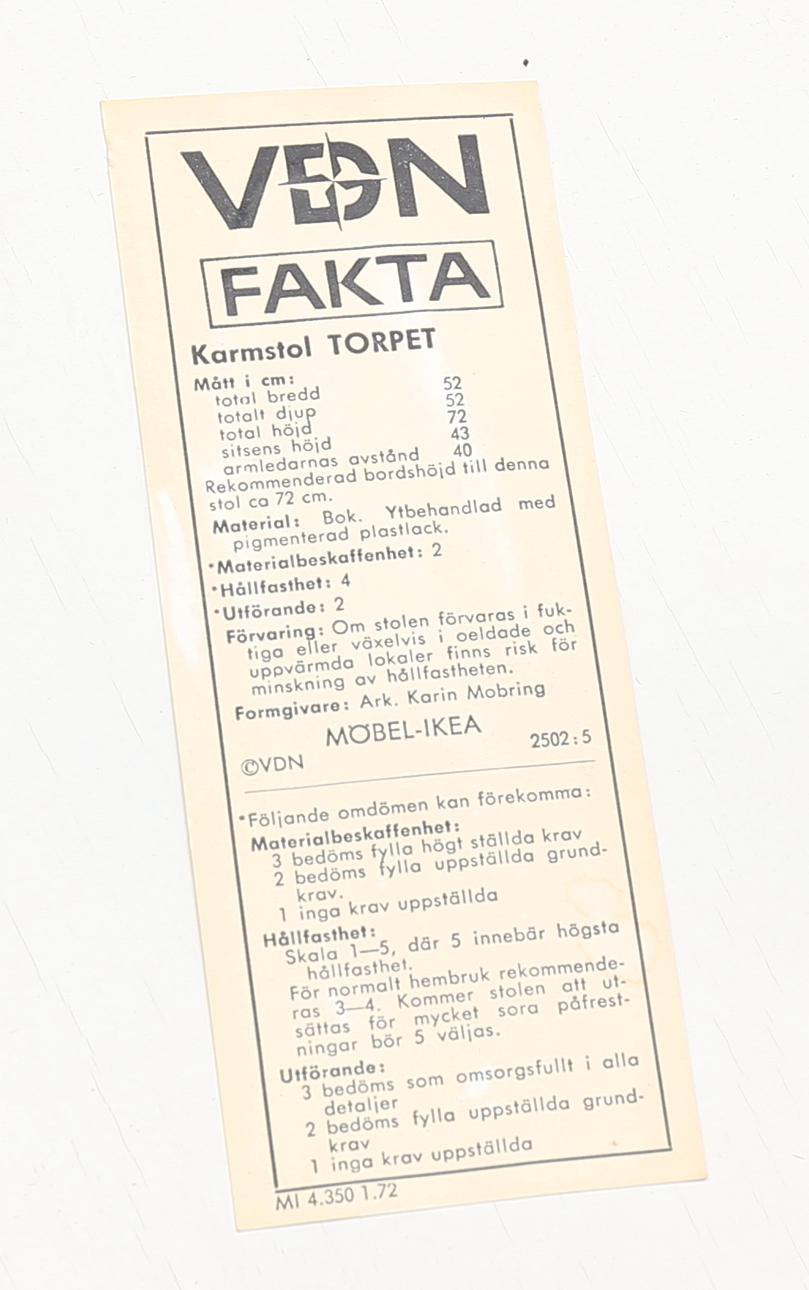 VDN
FAKTA
Karmstol TORPET
Mått i cm:
total bredd 52
totalt djup 52
total höjd 72
sitsens höjd 43
armledarnas avstånd 40
Rekommenderad bordshöjd till denna
stol ca 72 cm.
Material: Bok. Ytbehandlad med
pigmenterad plastlack.
*Materialbeskaffenhet: 2
*Hållfasthet: 4
*Utförande: 2
Förvaring: Om stolen förvaras i fuk-
tiga eller växelvis i oeldade och
uppvärmda lokaler finns risk för
minskning av hållfastheten.
Formgivare: Ark. Karin Mobring
MÖBEL-IKEA
©VDN 2502:5
*Följande omdömen kan förekomma:
Materialbeskaffenhet:
3 bedöms fylla högt ställda krav
2 bedöms fylla uppställda grund-
krav.
1 inga krav uppställda
Hållfasthet:
Skala 1—5, där 5 innebär högsta
hållfasthet.
För normalt hembruk rekommende-
ras 3—4. Kommer stolen att ut-
sättas för mycket sora påfrest-
ningar bör 5 väljas.
Utförande:
3 bedöms som omsorgsfullt i alla
detaljer
2 bedöms fylla uppställda grund-
krav
1 inga krav uppställda
MI 4.350 1.72